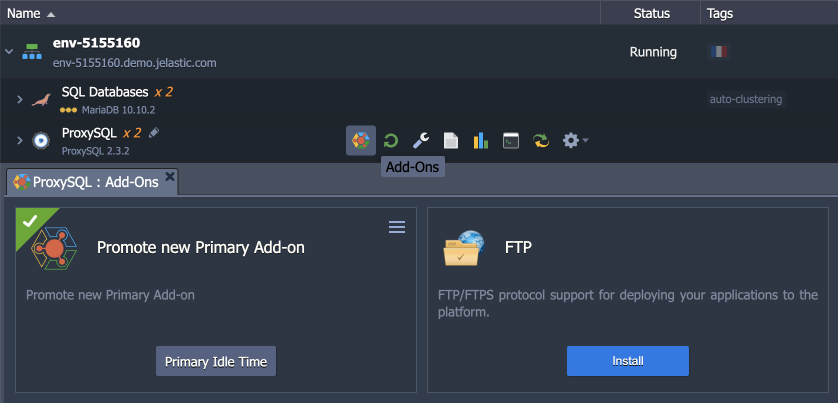 Name Status Tags
env-5155160
env-5155160.demo.jelastic.com
Running
SQL Databases x 2
MariaDB 10.10.2
auto-clustering
ProxySQL x 2
ProxySQL 2.3.2
Add-Ons
ProxySQL : Add-Ons
Promote new Primary Add-on
Promote new Primary Add-on
Primary Idle Time
FTP
FTP/FTPS protocol support for deploying your applications to the
platform.
Install